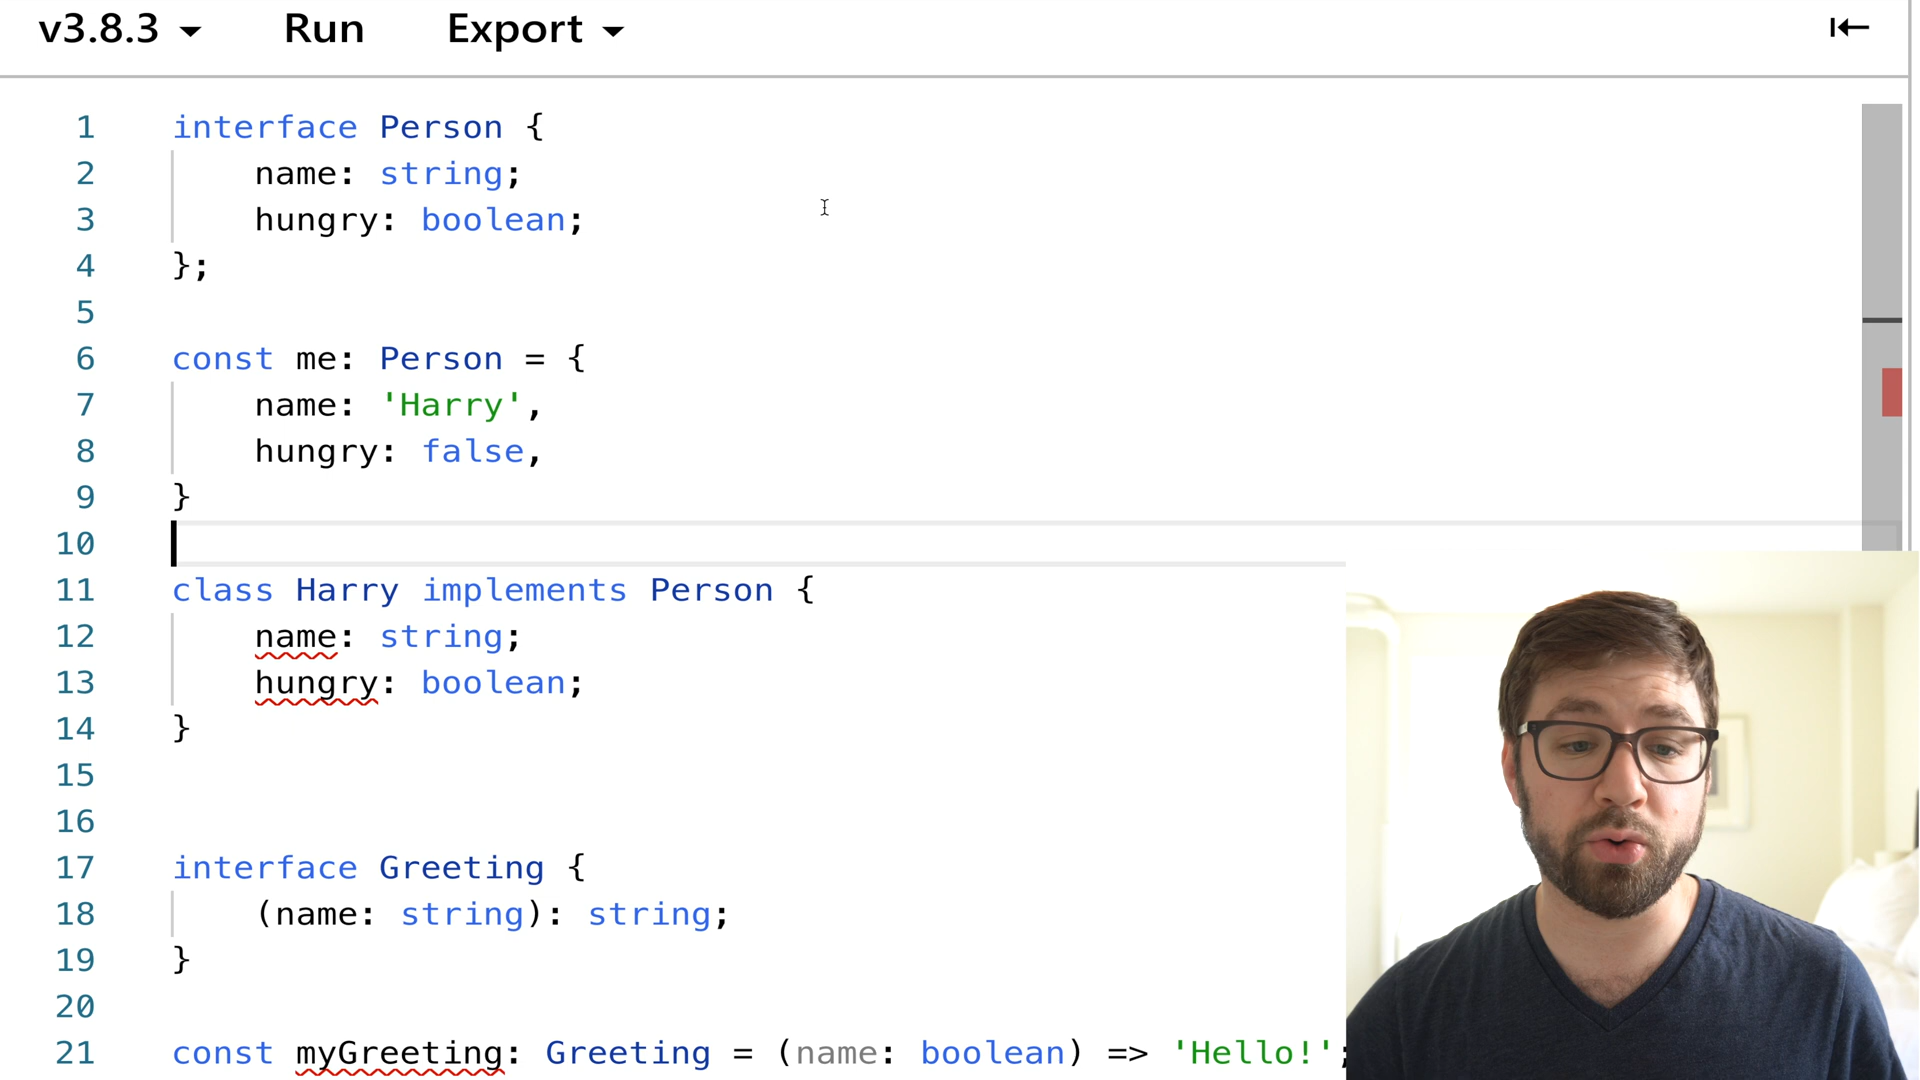 v3.8.3 Run Export
1 interface Person {
2 name: string;
3 hungry: boolean;
4 };
5
6 const me: Person = {
7 name: 'Harry',
8 hungry: false,
9 }
10
11 class Harry implements Person {
12 name: string;
13 hungry: boolean;
14 }
15
16
17 interface Greeting {
18 (name: string): string;
19 }
20
21 const myGreeting: Greeting = (name: boolean) => 'Hello!';